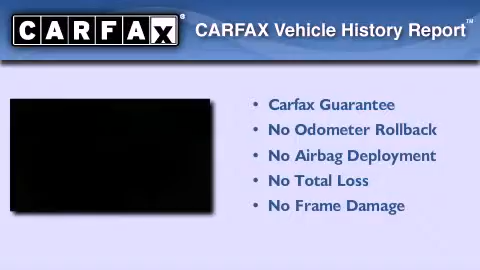 CARFAX® CARFAX Vehicle History Report™
• Carfax Guarantee
• No Odometer Rollback
• No Airbag Deployment
• No Total Loss
• No Frame Damage